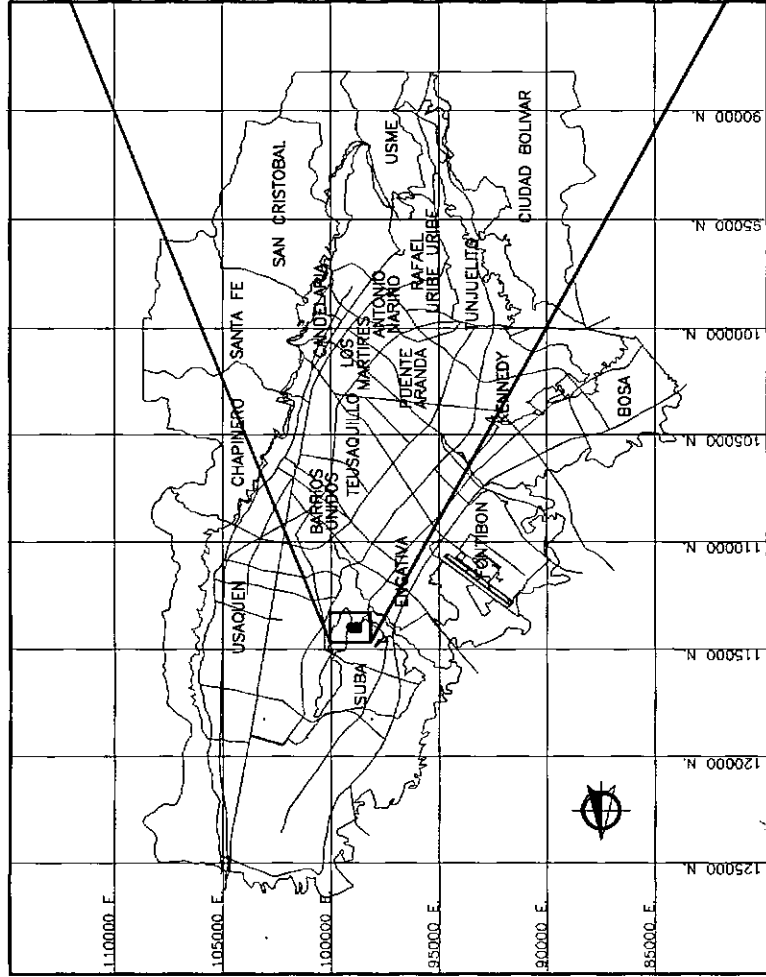 110000 E.
105000 E.
100000 E.
95000 E.
90000 E.
85000 E.
125000 N.
120000 N.
115000 N.
110000 N.
105000 N.
100000 N.
95000 N.
90000 N.
USAQUEN
CHAPINERO
SANTA FE
SAN CRISTOBAL
USME
CIUDAD BOLIVAR
SUBA
BARRIOS
UNIDOS
TEUSAQUILLO
LOS
MARTIRES
CANDELARIA
ANTONIO
NARIÑO
RAFAEL
URIBE URIBE
TUNJUELITO
PUENTE
ARANDA
KENNEDY
BOSA
FONTIBON
ENGATIVA